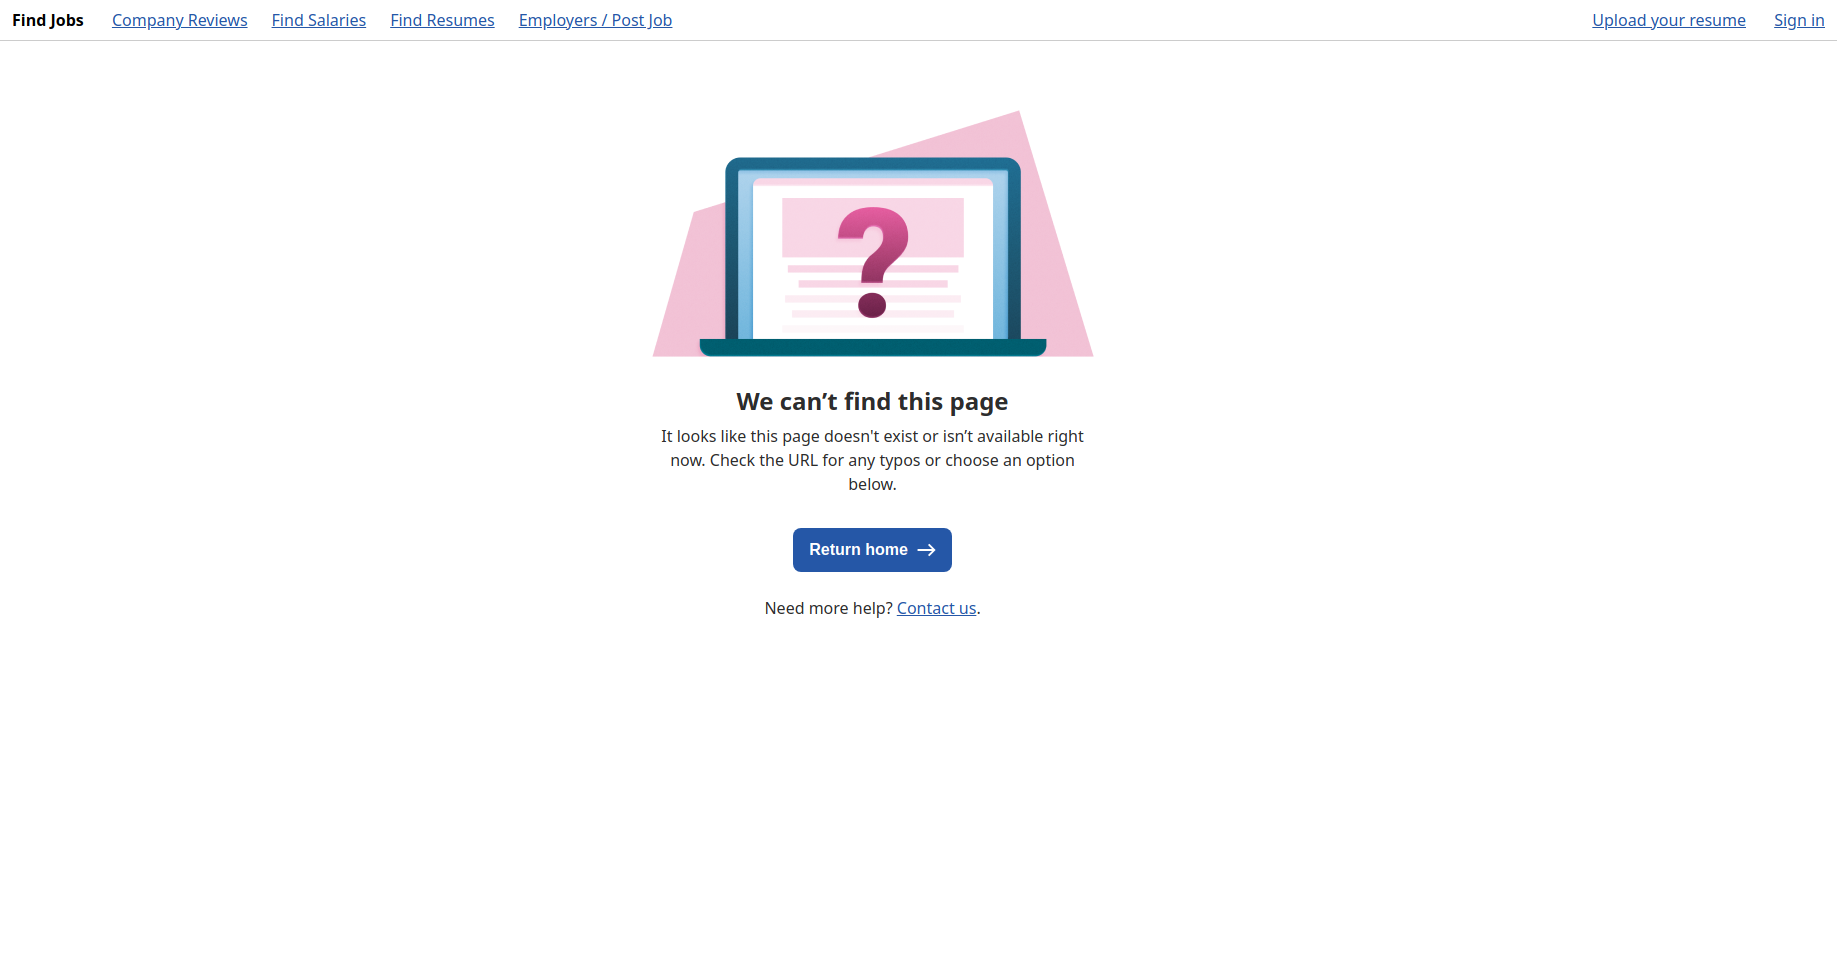 Find Jobs Company Reviews Find Salaries Find Resumes Employers / Post Job Upload your resume Sign in
?
We can’t find this page
It looks like this page doesn't exist or isn’t available right
now. Check the URL for any typos or choose an option
below.
Return home
Need more help? Contact us.